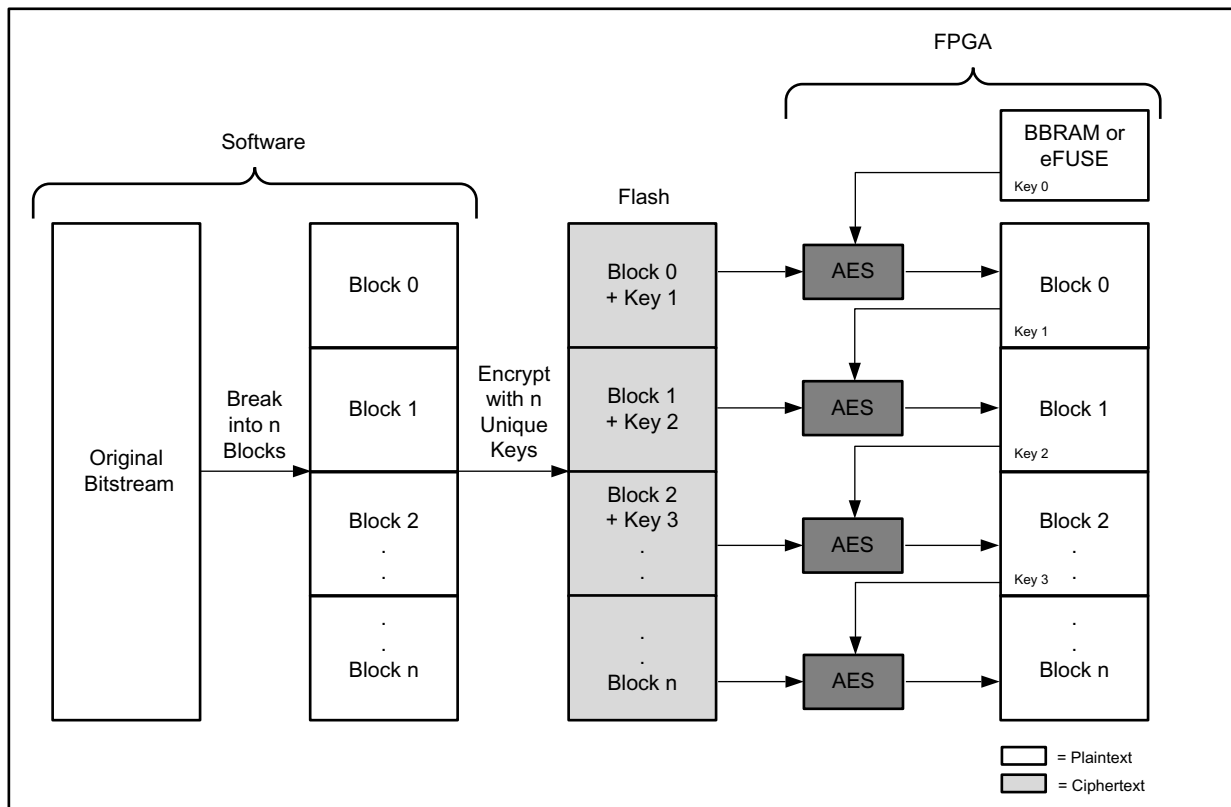 FPGA
BBRAM or
eFUSE
Key 0
Software
Flash
Original
Bitstream
Break
into n
Blocks
Block 0
Block 1
Block 2
.
.
.
.
Block n
Encrypt
with n
Unique
Keys
Block 0
+ Key 1
Block 1
+ Key 2
Block 2
+ Key 3
.
.
.
.
Block n
AES
AES
AES
AES
Block 0
Key 1
Block 1
Key 2
Block 2
.
Key 3 .
.
.
Block n
= Plaintext
= Ciphertext